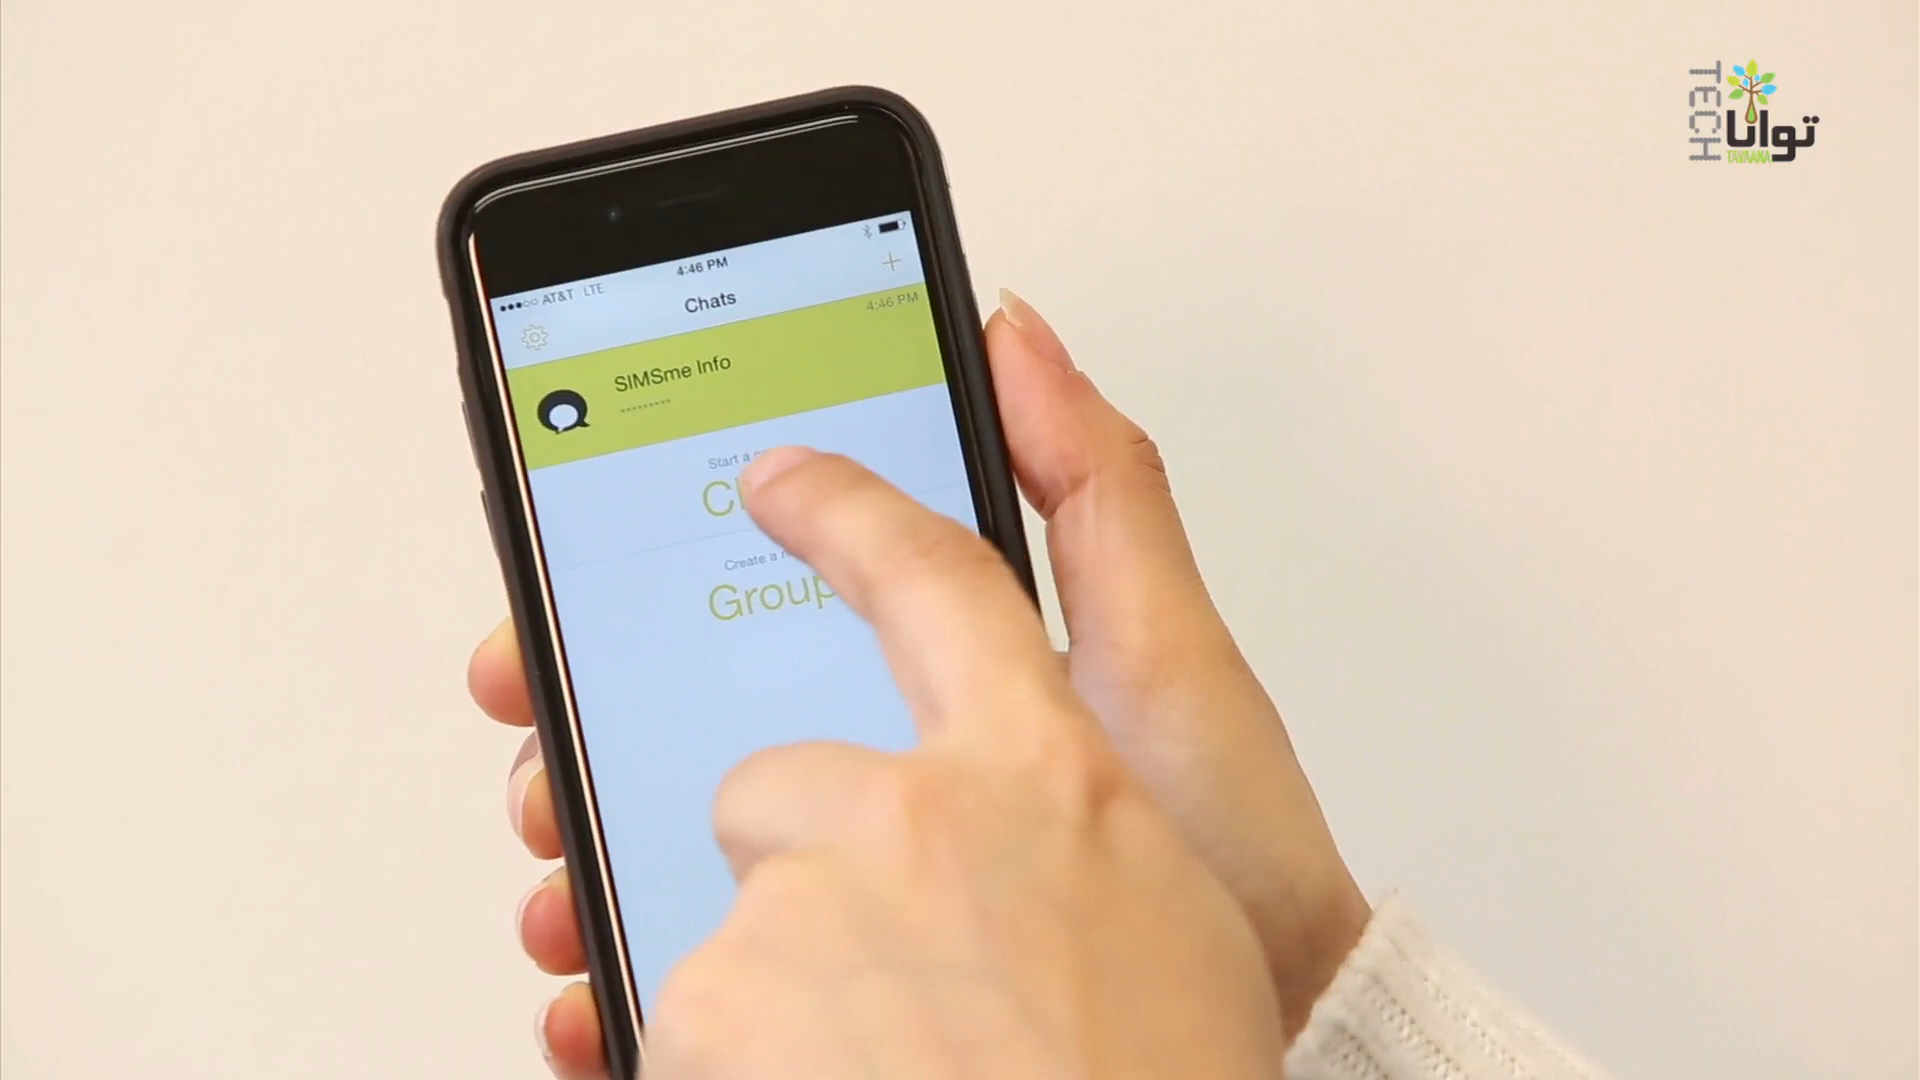 TECH
توانا
TAVAANA
●●●○○ AT&T LTE
4:46 PM
Chats
+
4:46 PM
SIMSme Info
Start a
Create a
Group